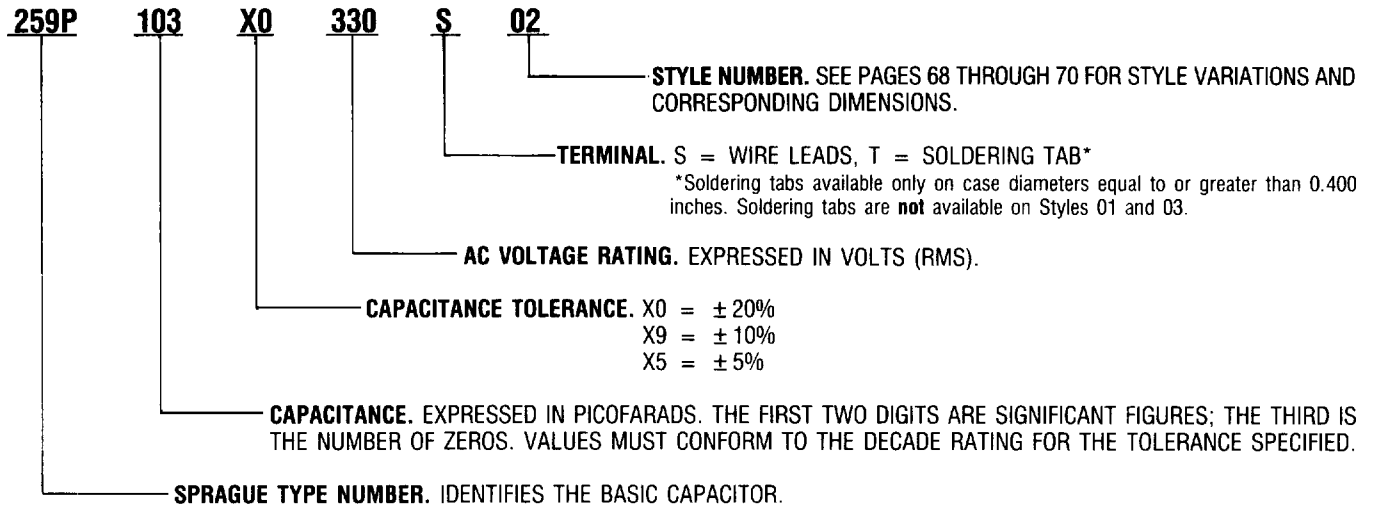 259P 103 X0 330 S 02
STYLE NUMBER. SEE PAGES 68 THROUGH 70 FOR STYLE VARIATIONS AND
CORRESPONDING DIMENSIONS.
TERMINAL. S = WIRE LEADS, T = SOLDERING TAB*
*Soldering tabs available only on case diameters equal to or greater than 0.400
inches. Soldering tabs are not available on Styles 01 and 03.
AC VOLTAGE RATING. EXPRESSED IN VOLTS (RMS).
CAPACITANCE TOLERANCE. X0 = ±20%
X9 = ±10%
X5 = ±5%
CAPACITANCE. EXPRESSED IN PICOFARADS. THE FIRST TWO DIGITS ARE SIGNIFICANT FIGURES; THE THIRD IS
THE NUMBER OF ZEROS. VALUES MUST CONFORM TO THE DECADE RATING FOR THE TOLERANCE SPECIFIED.
SPRAGUE TYPE NUMBER. IDENTIFIES THE BASIC CAPACITOR.